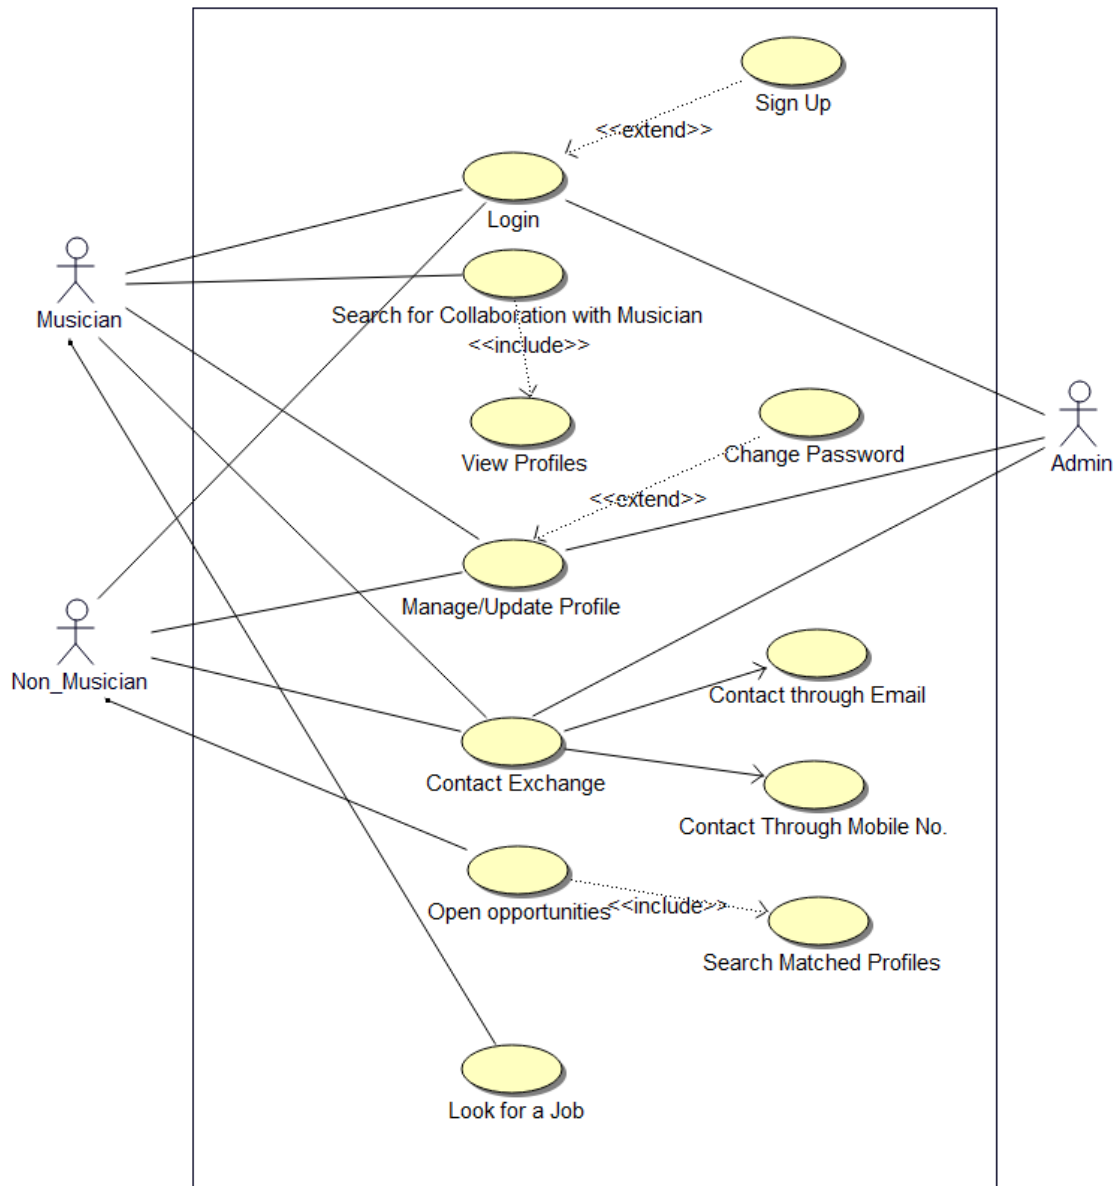 Sign Up
<<extend>>
Login
Musician
Search for Collaboration with Musician
<<include>>
View Profiles
Change Password
Admin
<<extend>>
Manage/Update Profile
Non_Musician
Contact through Email
Contact Exchange
Contact Through Mobile No.
Open opportunities
<<include>>
Search Matched Profiles
Look for a Job